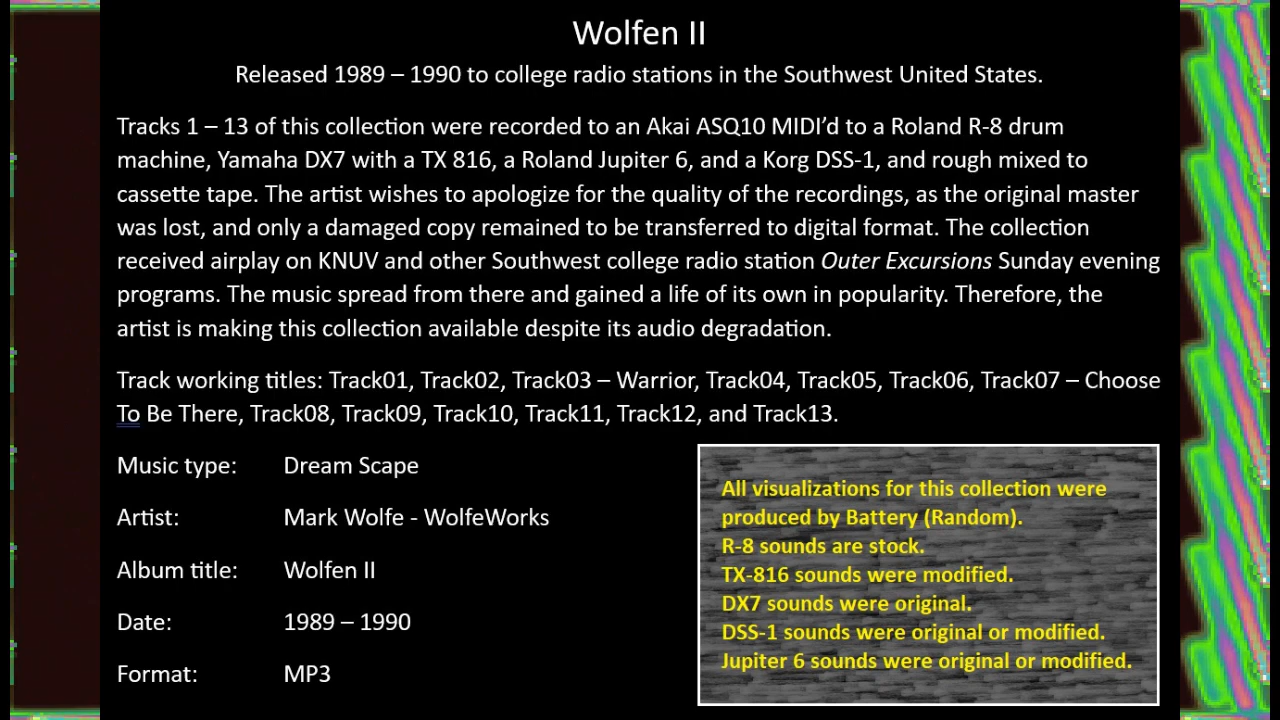 Wolfen II
Released 1989 – 1990 to college radio stations in the Southwest United States.
Tracks 1 – 13 of this collection were recorded to an Akai ASQ10 MIDI’d to a Roland R-8 drum
machine, Yamaha DX7 with a TX 816, a Roland Jupiter 6, and a Korg DSS-1, and rough mixed to
cassette tape. The artist wishes to apologize for the quality of the recordings, as the original master
was lost, and only a damaged copy remained to be transferred to digital format. The collection
received airplay on KNUV and other Southwest college radio station Outer Excursions Sunday evening
programs. The music spread from there and gained a life of its own in popularity. Therefore, the
artist is making this collection available despite its audio degradation.
Track working titles: Track01, Track02, Track03 – Warrior, Track04, Track05, Track06, Track07 – Choose
To Be There, Track08, Track09, Track10, Track11, Track12, and Track13.
Music type: Dream Scape
Artist: Mark Wolfe - WolfeWorks
Album title: Wolfen II
Date: 1989 – 1990
Format: MP3
All visualizations for this collection were
produced by Battery (Random).
R-8 sounds are stock.
TX-816 sounds were modified.
DX7 sounds were original.
DSS-1 sounds were original or modified.
Jupiter 6 sounds were original or modified.